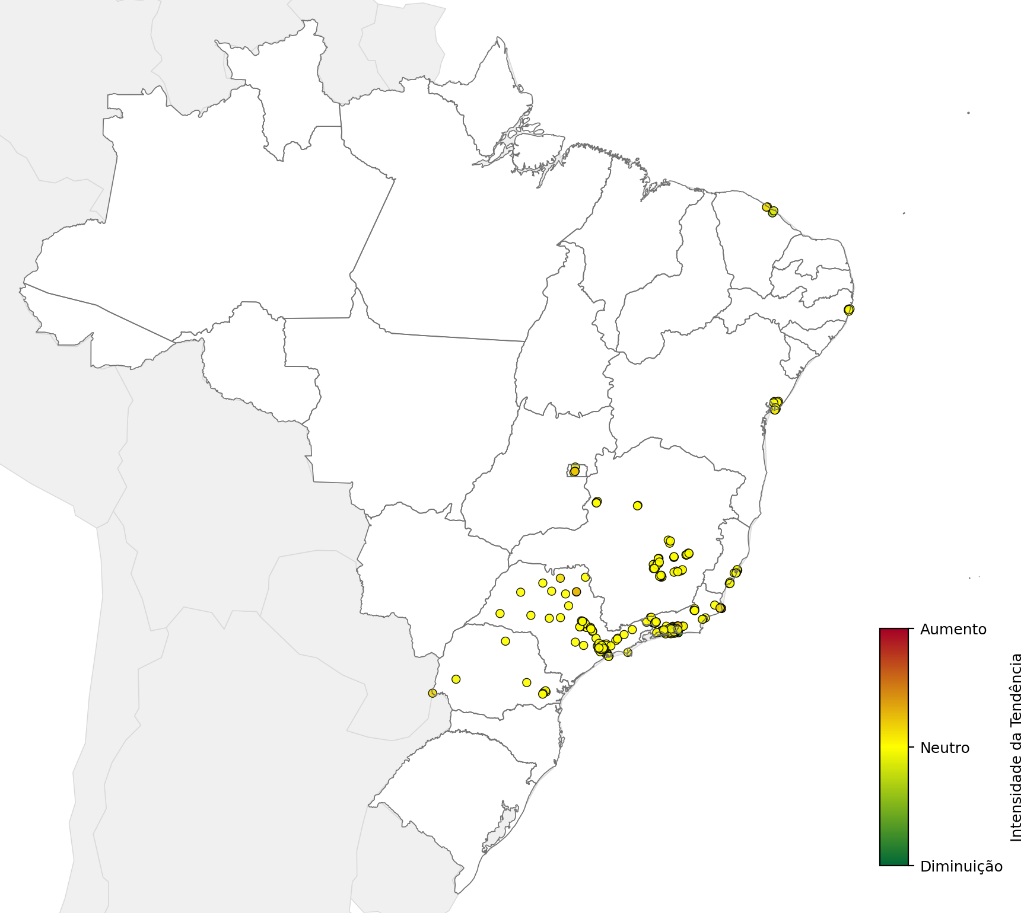 Aumento
Neutro
Diminuição
Intensidade da Tendência